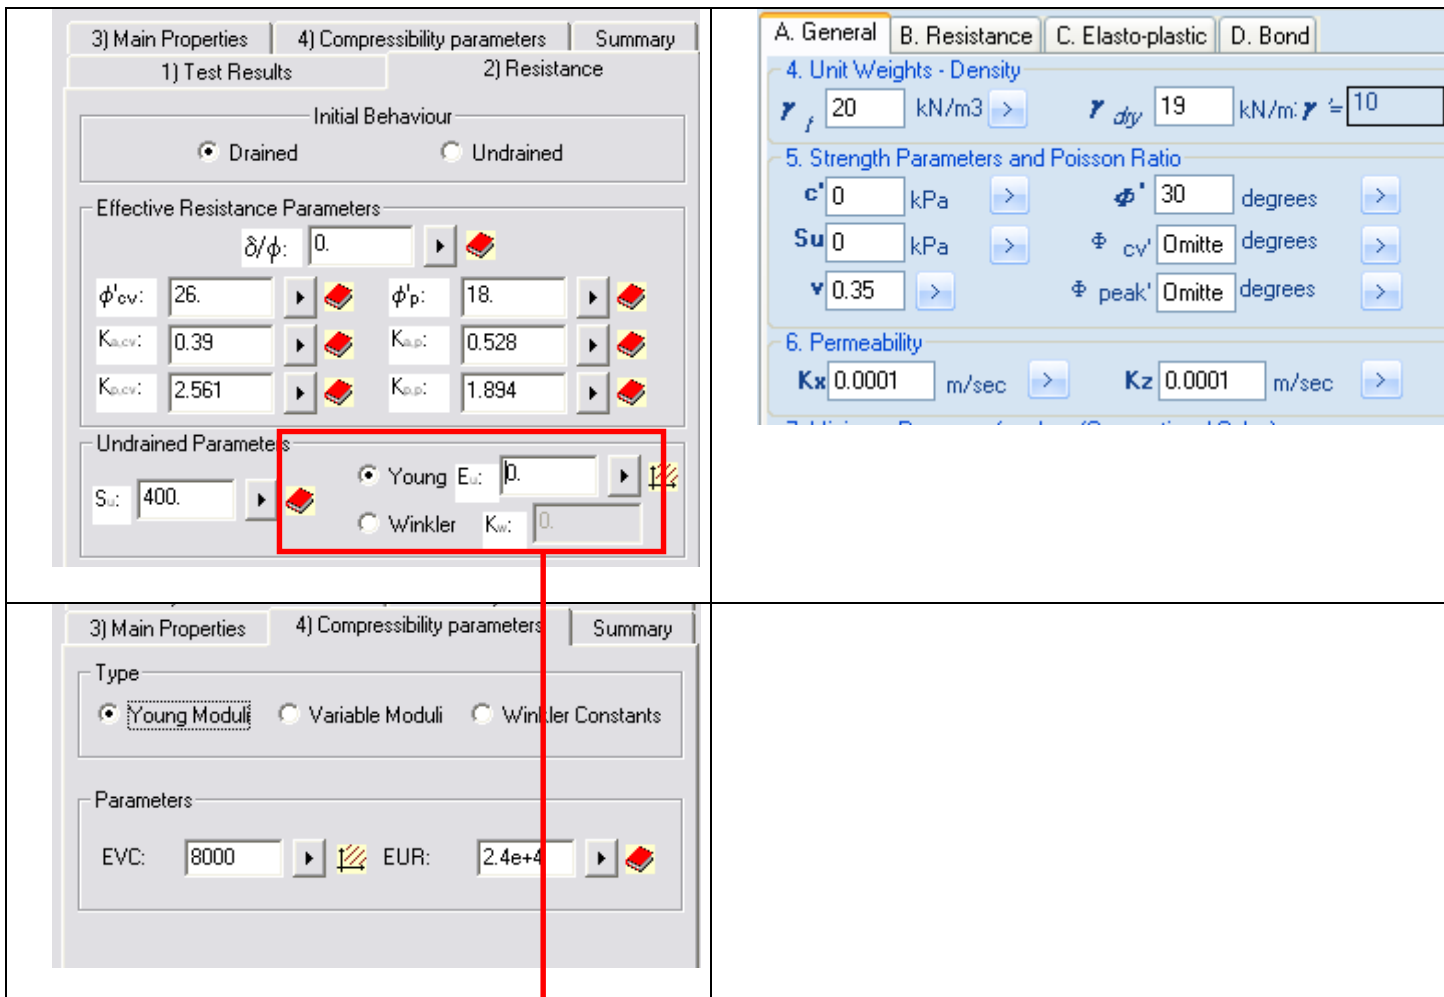 3) Main Properties 4) Compressibility parameters Summary
1) Test Results 2) Resistance
Initial Behaviour
Drained Undrained
Effective Resistance Parameters
δ/ϕ: 0.
ϕ'cv: 26. ϕ'p: 18.
Ka,cv: 0.39 Ka,p: 0.528
Kp,cv: 2.561 Kp,p: 1.894
Undrained Parameters
Su: 400. Young Eu: 0.
Winkler Kw: 0.
A. General B. Resistance C. Elasto-plastic D. Bond
4. Unit Weights - Density
γ f 20 kN/m3 > γ dry 19 kN/m: γ '= 10
5. Strength Parameters and Poisson Ratio
c' 0 kPa > Φ' 30 degrees >
Su 0 kPa > Φ cv' Omitte degrees >
v 0.35 > Φ peak' Omitte degrees >
6. Permeability
Kx 0.0001 m/sec > Kz 0.0001 m/sec >
3) Main Properties 4) Compressibility parameters Summary
Type
Young Moduli Variable Moduli Winkler Constants
Parameters
EVC: 8000 EUR: 2.4e+4